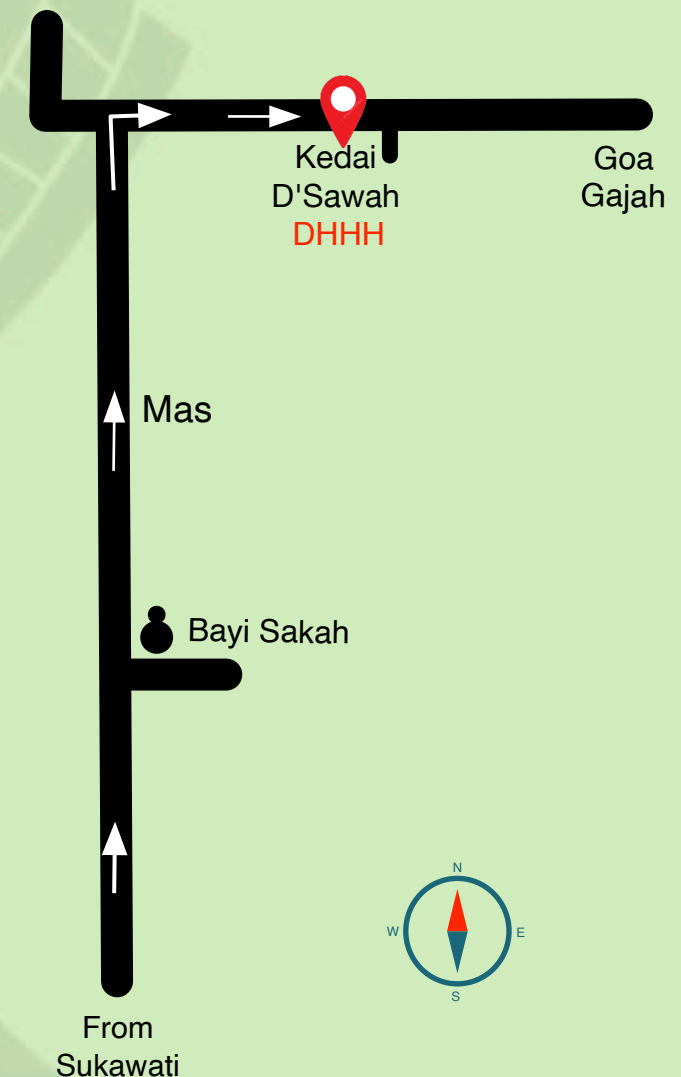 Kedai
D'Sawah
DHHH
Goa
Gajah
Mas
Bayi Sakah
N
W
E
S
From
Sukawati